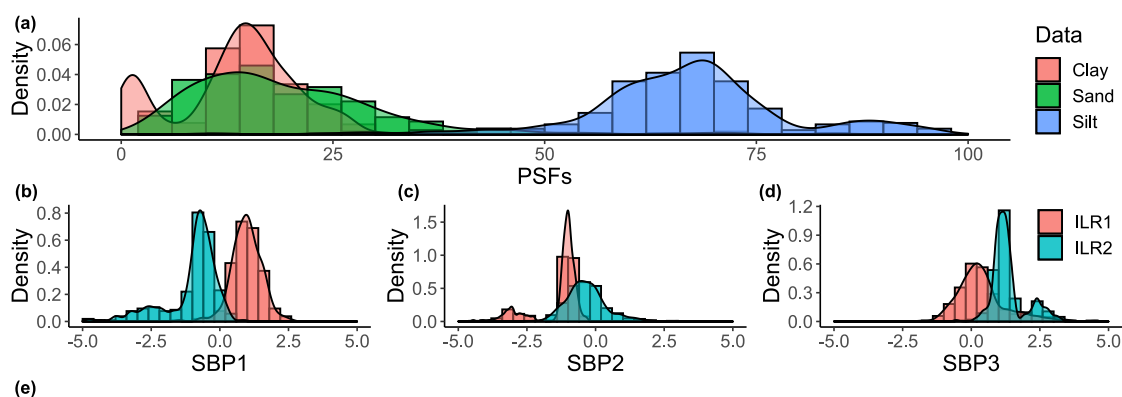 (a)
Density
0.06
0.04
0.02
0.00
0 25 50 75 100
PSFs
Data
Clay
Sand
Silt
(b)
Density
0.8
0.6
0.4
0.2
0.0
-5.0 -2.5 0.0 2.5 5.0
SBP1
(c)
Density
1.5
1.0
0.5
0.0
-5.0 -2.5 0.0 2.5 5.0
SBP2
(d)
Density
1.2
0.9
0.6
0.3
0.0
-5.0 -2.5 0.0 2.5 5.0
SBP3
ILR1
ILR2
(e)